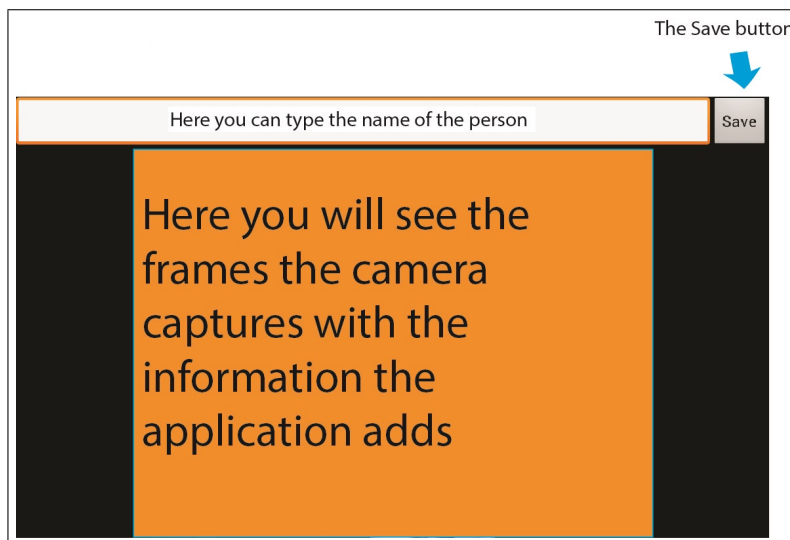 The Save button
Here you can type the name of the person
Save
Here you will see the
frames the camera
captures with the
information the
application adds